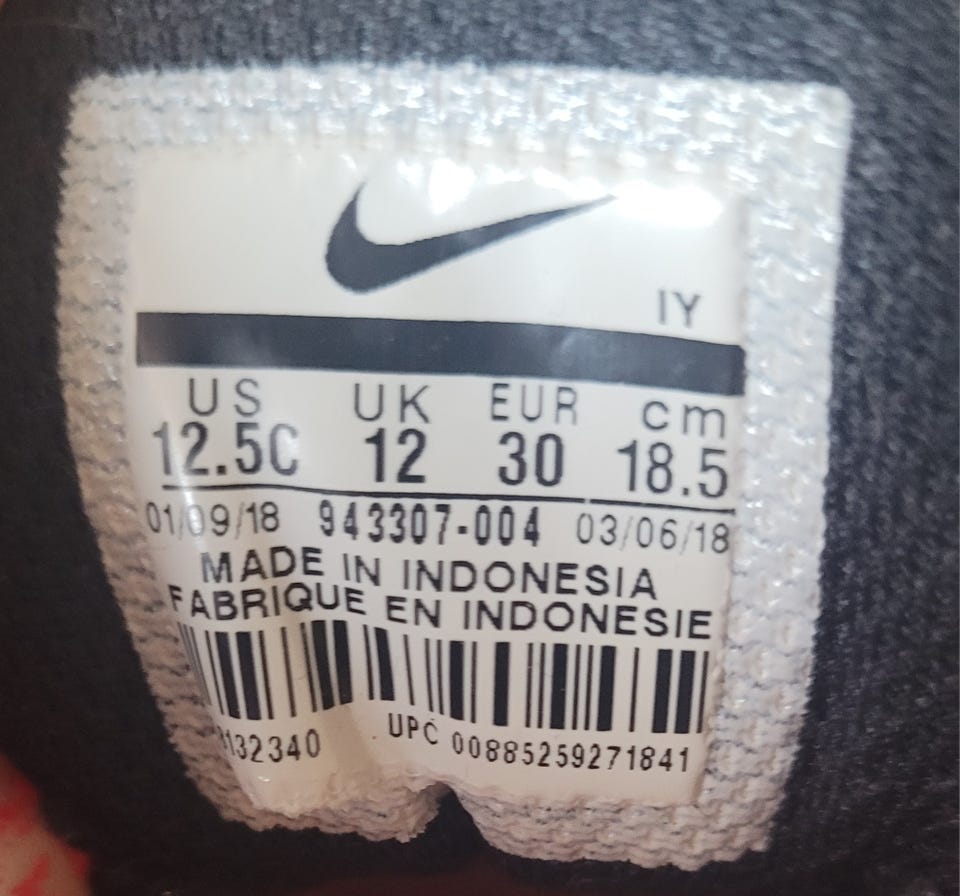 IY
US UK EUR cm
12.5C 12 30 18.5
01/09/18 943307-004 03/06/18
MADE IN INDONESIA
FABRIQUE EN INDONESIE
132340 UPC 00885259271841